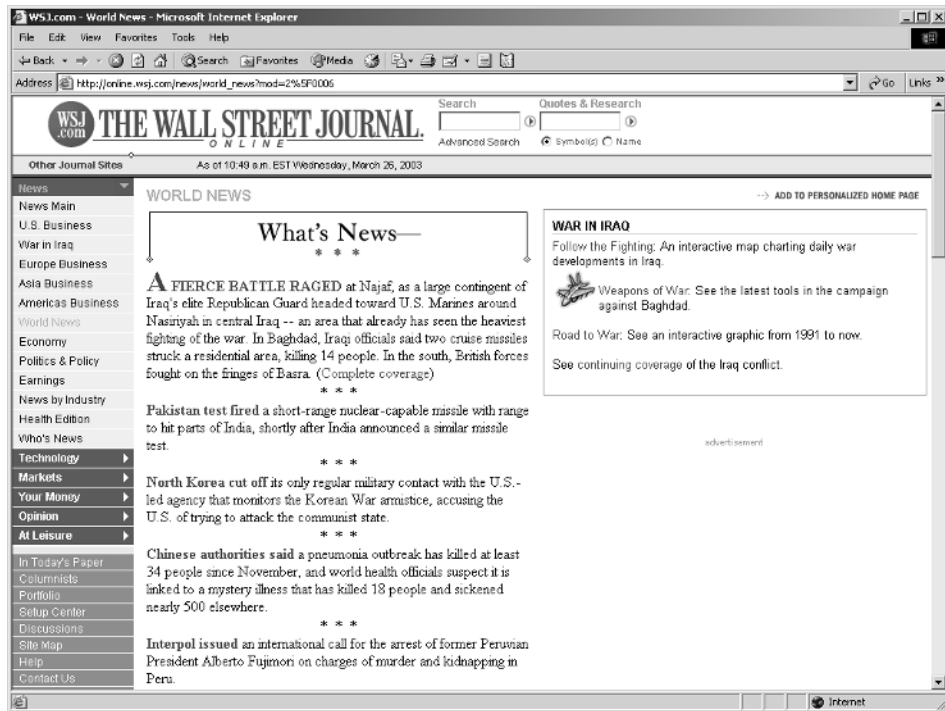 WSJ.com - World News - Microsoft Internet Explorer
File Edit View Favorites Tools Help
Back Search Favorites Media
Address http://online.wsj.com/news/world_news?mod=2%5F0006 Go Links »
WSJ .com THE WALL STREET JOURNAL.
ONLINE
Search Quotes & Research
Advanced Search Symbol(s) Name
Other Journal Sites As of 10:49 a.m. EST Wednesday, March 26, 2003
News
News Main
U.S. Business
War in Iraq
Europe Business
Asia Business
Americas Business
World News
Economy
Politics & Policy
Earnings
News by Industry
Health Edition
Who's News
Technology
Markets
Your Money
Opinion
At Leisure
In Today's Paper
Columnists
Portfolio
Setup Center
Discussions
Site Map
Help
Contact Us
WORLD NEWS
--> ADD TO PERSONALIZED HOME PAGE
What's News—
* * *
A FIERCE BATTLE RAGED at Najaf, as a large contingent of
Iraq's elite Republican Guard headed toward U.S. Marines around
Nasiriyah in central Iraq -- an area that already has seen the heaviest
fighting of the war. In Baghdad, Iraqi officials said two cruise missiles
struck a residential area, killing 14 people. In the south, British forces
fought on the fringes of Basra. (Complete coverage)
* * *
Pakistan test fired a short-range nuclear-capable missile with range
to hit parts of India, shortly after India announced a similar missile
test.
* * *
North Korea cut off its only regular military contact with the U.S.-
led agency that monitors the Korean War armistice, accusing the
U.S. of trying to attack the communist state.
* * *
Chinese authorities said a pneumonia outbreak has killed at least
34 people since November, and world health officials suspect it is
linked to a mystery illness that has killed 18 people and sickened
nearly 500 elsewhere.
* * *
Interpol issued an international call for the arrest of former Peruvian
President Alberto Fujimori on charges of murder and kidnapping in
Peru.
WAR IN IRAQ
Follow the Fighting: An interactive map charting daily war
developments in Iraq.
Weapons of War: See the latest tools in the campaign
against Baghdad.
Road to War: See an interactive graphic from 1991 to now.
See continuing coverage of the Iraq conflict.
advertisement
Internet